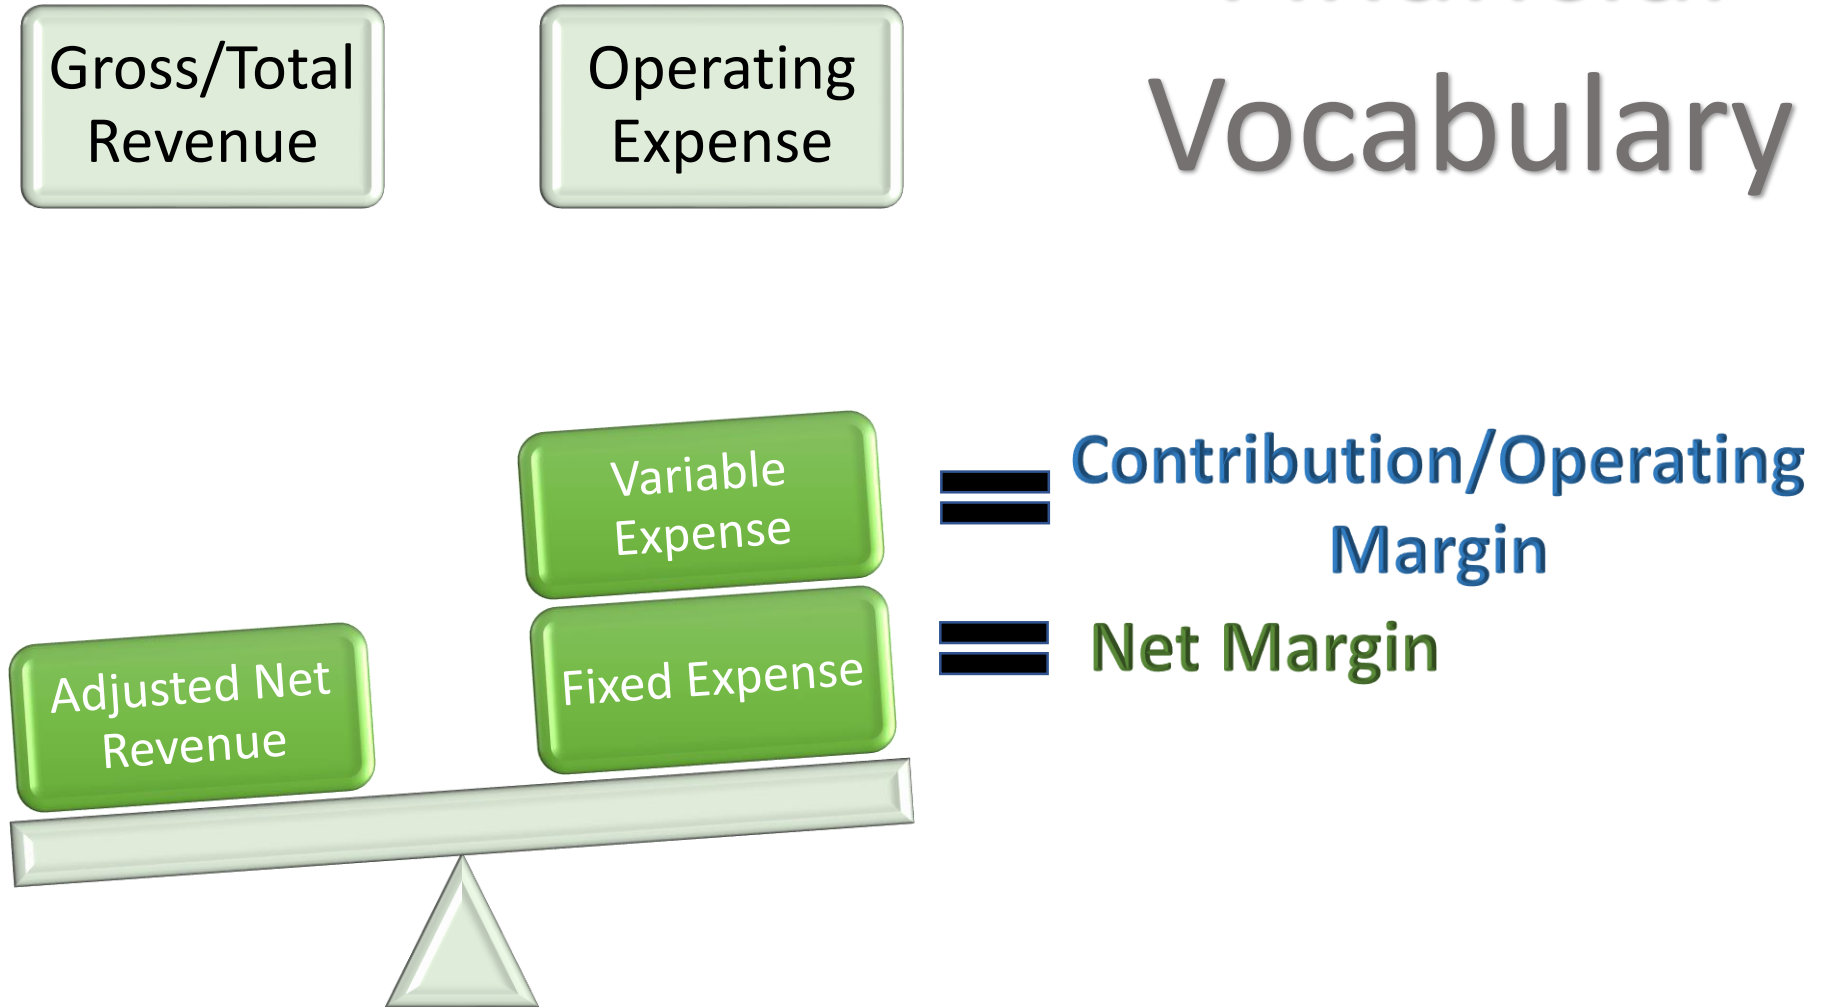 Gross/Total
Revenue
Operating
Expense
Vocabulary
Variable
Expense
Contribution/Operating
Margin
Fixed Expense
Net Margin
Adjusted Net
Revenue